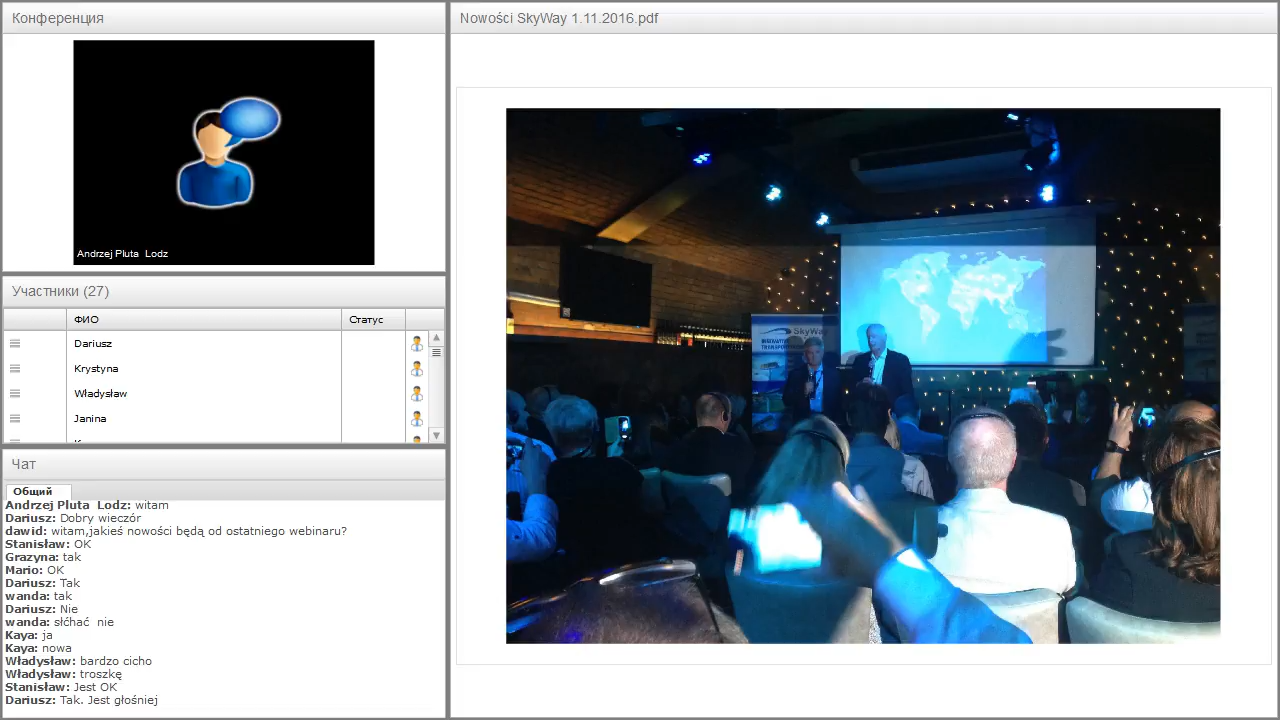 Конференция
Andrzej Pluta Lodz
Участники (27)
ФИО
Статус
Dariusz
Krystyna
Władysław
Janina
Чат
Общий
Andrzej Pluta Lodz: witam
Dariusz: Dobry wieczór
dawid: witam,jakieś nowości będą od ostatniego webinaru?
Stanisław: OK
Grazyna: tak
Mario: OK
Dariusz: Tak
wanda: tak
Dariusz: Nie
wanda: słćhać nie
Kaya: ja
Kaya: nowa
Władysław: bardzo cicho
Władysław: troszkę
Stanisław: Jest OK
Dariusz: Tak. Jest głośniej
Nowości SkyWay 1.11.2016.pdf
SkyWay